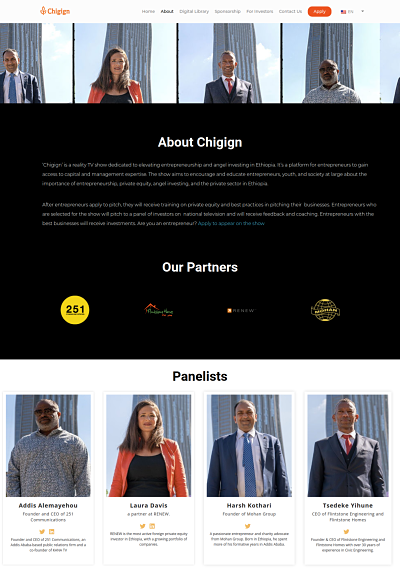 Chigign
Home About Digital Library Sponsorship For Investors Contact Us Apply EN
About Chigign
'Chigign' is a reality TV show dedicated to elevating entrepreneurship and angel investing in Ethiopia. It's a platform for entrepreneurs to gain
access to capital and management expertise. The show aims to encourage and educate entrepreneurs, youth, and society at large about the
importance of entrepreneurship, private equity, angel investing, and the private sector in Ethiopia.
After entrepreneurs apply to pitch, they will receive training on private equity and best practices in pitching their businesses. Entrepreneurs who
are selected for the show will pitch to a panel of investors on national television and will receive feedback and coaching. Entrepreneurs with the
best businesses will receive investments. Are you an entrepreneur? Apply to appear on the show
Our Partners
251
Flintstone Homes
RENEW
MOHAN
Panelists
Addis Alemayehou
Founder and CEO of 251
Communications
Founder and CEO of 251 Communications, an
Addis Ababa based public relations firm and a
co-founder of Kana TV
Laura Davis
a partner at RENEW.
RENEW is the most active foreign private equity
investor in Ethiopia, with a growing portfolio of
companies.
Harsh Kothari
Founder of Mohan Group
A passionate entrepreneur and charity advocate
from Mohan Group. Born in Ethiopia, he spent
more of his formative years in Addis Ababa.
Tsedeke Yihune
CEO of Flintstone Engineering and
Flintstone Homes
Founder & CEO of Flintstone Engineering and
Flintstone Homes with over 35 years of
experience in Civic Engineering.